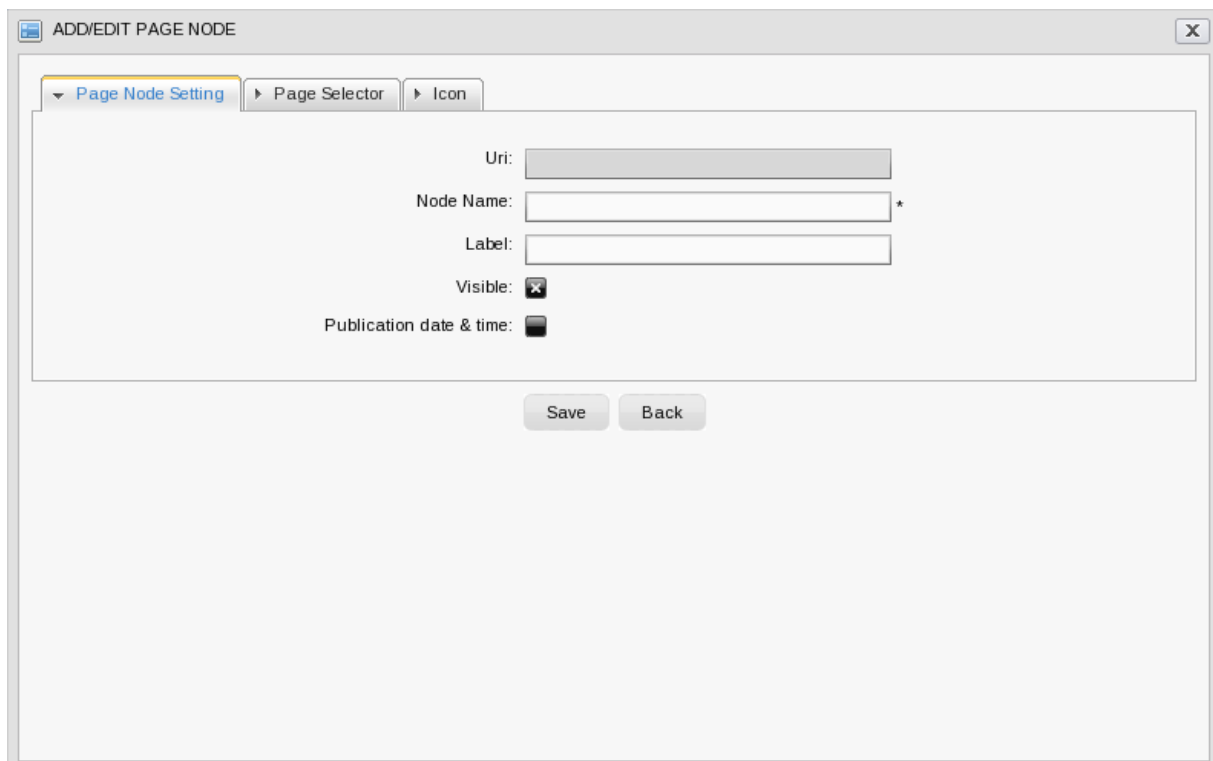 ADD/EDIT PAGE NODE
Page Node Setting Page Selector Icon
Uri:
Node Name: *
Label:
Visible:
Publication date & time:
Save Back